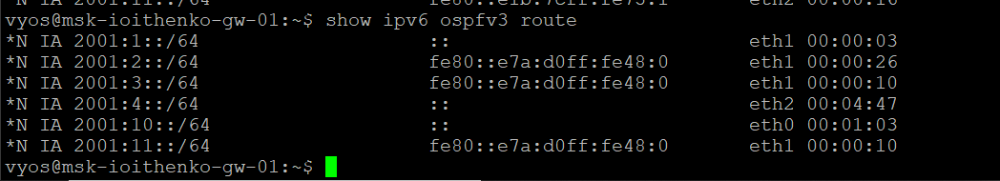 vyos@msk-ioithenko-gw-01:~$ show ipv6 ospfv3 route
*N IA 2001:1::/64 :: eth1 00:00:03
*N IA 2001:2::/64 fe80::e7a:d0ff:fe48:0 eth1 00:00:26
*N IA 2001:3::/64 fe80::e7a:d0ff:fe48:0 eth1 00:00:10
*N IA 2001:4::/64 :: eth2 00:04:47
*N IA 2001:10::/64 :: eth0 00:01:03
*N IA 2001:11::/64 fe80::e7a:d0ff:fe48:0 eth1 00:00:10
vyos@msk-ioithenko-gw-01:~$